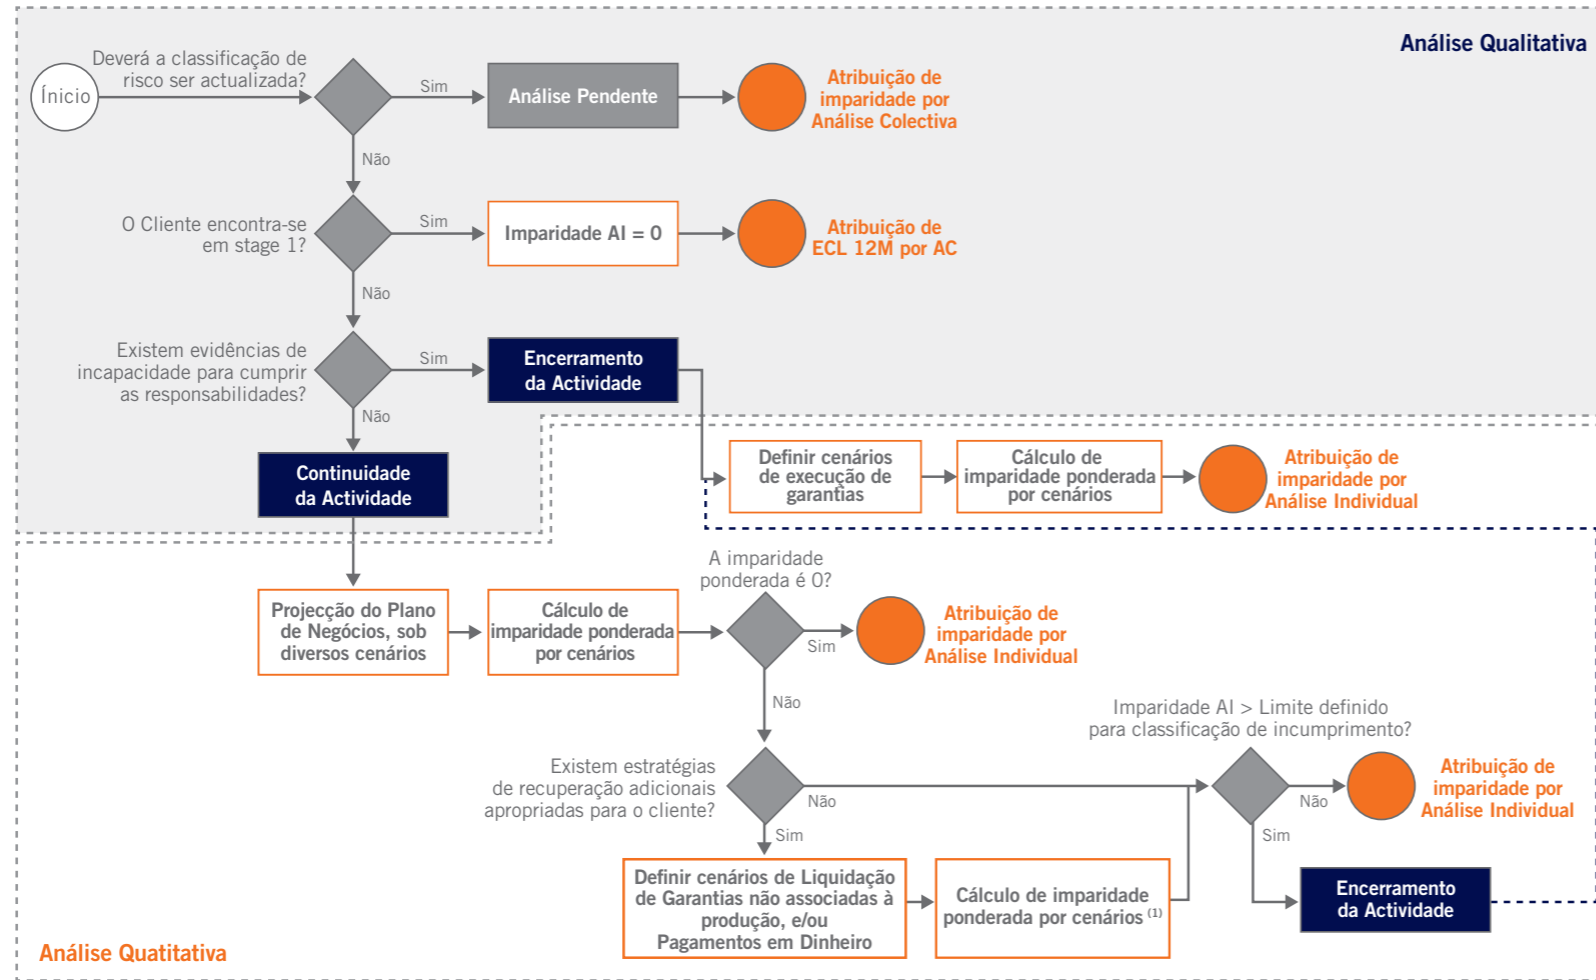 Análise Qualitativa
Deverá a classificação de
risco ser actualizada?
Ínicio
Sim
Análise Pendente
Atribuição de
imparidade por
Análise Colectiva
Não
O Cliente encontra-se
em stage 1?
Sim
Imparidade AI = 0
Atribuição de
ECL 12M por AC
Não
Existem evidências de
incapacidade para cumprir
as responsabilidades?
Sim
Encerramento
da Actividade
Não
Continuidade
da Actividade
Definir cenários
de execução de
garantias
Cálculo de
imparidade ponderada
por cenários
Atribuição de
imparidade por
Análise Individual
Projecção do Plano
de Negócios, sob
diversos cenários
Cálculo de
imparidade ponderada
por cenários
A imparidade
ponderada é 0?
Sim
Atribuição de
imparidade por
Análise Individual
Não
Existem estratégias
de recuperação adicionais
apropriadas para o cliente?
Não
Sim
Imparidade AI > Limite definido
para classificação de incumprimento?
Não
Atribuição de
imparidade por
Análise Individual
Sim
Definir cenários de Liquidação
de Garantias não associadas à
produção, e/ou
Pagamentos em Dinheiro
Cálculo de imparidade
ponderada por cenários (1)
Encerramento
da Actividade
Análise Quatitativa